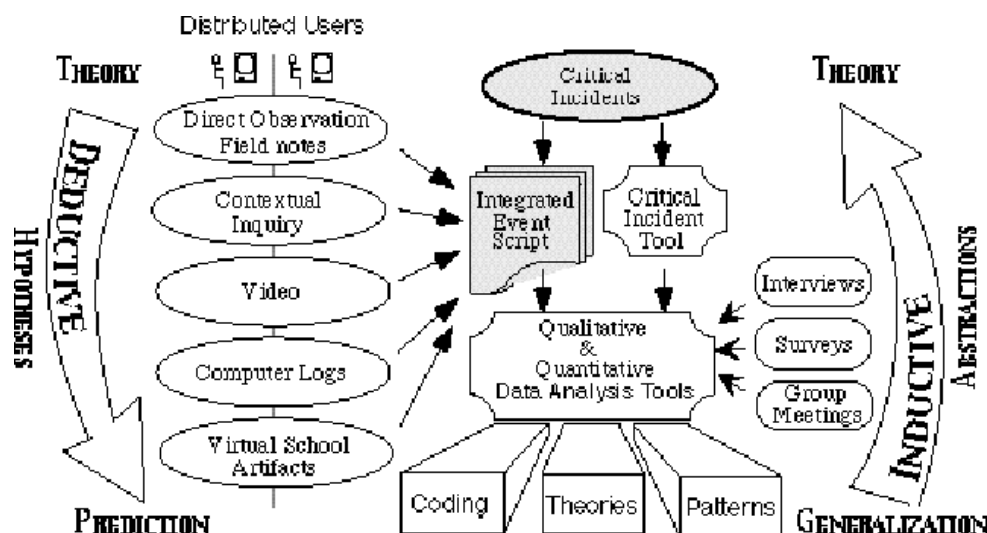 Distributed Users
THEORY
DEDUCTIVE
HYPOTHESES
PREDICTION
Direct Observation
Field notes
Contextual
Inquiry
Video
Computer Logs
Virtual School
Artifacts
Critical
Incidents
Integrated
Event
Script
Critical
Incident
Tool
Qualitative
&
Quantitative
Data Analysis Tools
Coding
Theories
Patterns
Interviews
Surveys
Group
Meetings
THEORY
INDUCTIVE
ABSTRACTIONS
GENERALIZATION